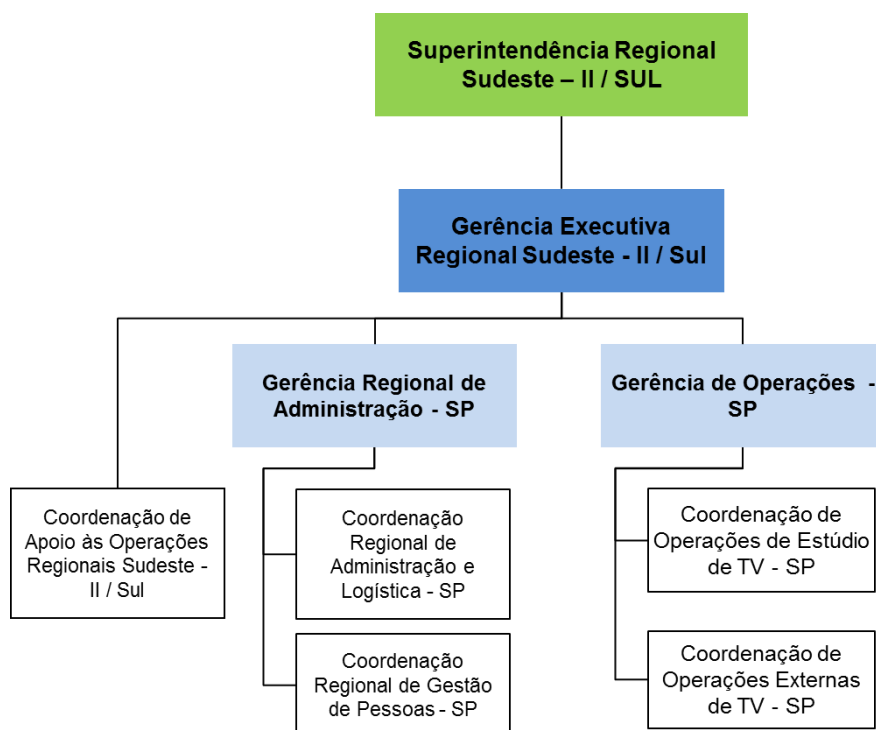 Superintendência Regional
Sudeste – II / SUL
Gerência Executiva
Regional Sudeste - II / Sul
Gerência Regional de
Administração - SP
Gerência de Operações -
SP
Coordenação de
Apoio às Operações
Regionais Sudeste -
II / Sul
Coordenação
Regional de
Administração e
Logística - SP
Coordenação de
Operações de Estúdio
de TV - SP
Coordenação
Regional de Gestão
de Pessoas - SP
Coordenação de
Operações Externas
de TV - SP